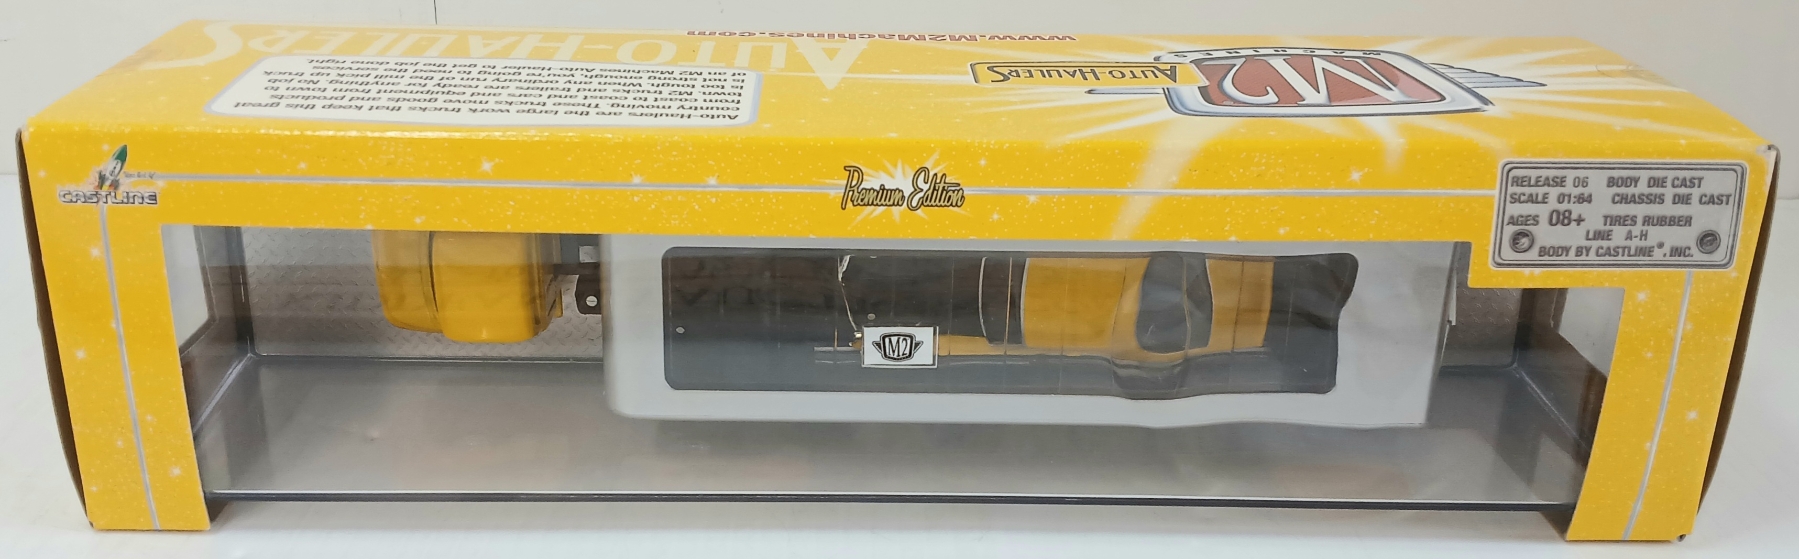 www.M2Machines.com
AUTO-HAULERS
Auto-Haulers are the large work trucks that keep this great
country moving. These trucks move goods and products
from coast to coast and cars and equipment from town to
town. M2 trucks and trailers are ready for anything. No job
is too tough. When ordinary run of the mill pick up truck
is not strong enough, you're going to need the services
of an M2 Machines Auto-Hauler to get the job done right.
M2
MACHINES
AUTO-HAULERS
CASTLINE
Premium Edition
RELEASE 06 BODY DIE CAST
SCALE 01:64 CHASSIS DIE CAST
AGES 08+ TIRES RUBBER
LINE A-H
BODY BY CASTLINE®, INC.
M2